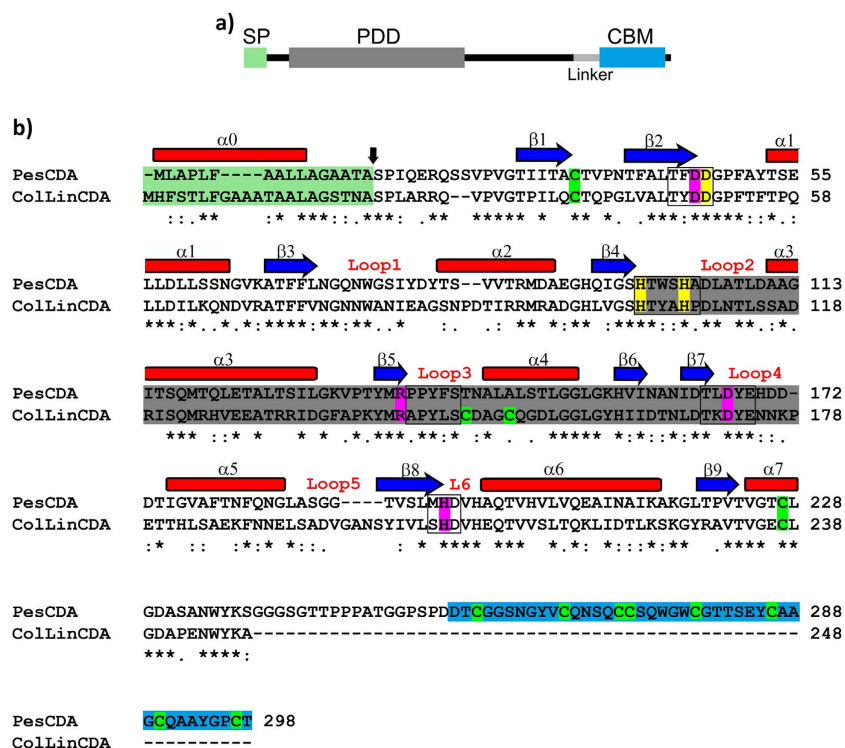 a)
SP PDD CBM
Linker
b)
α0 β1 β2 α1
PesCDA -MLAPLF----AALLAGAATASPIQERQSSVPVGTIITACTVPNTFALTFDDGPFAYTSE 55
ColLinCDA MHFSTLFGAAATAALAGSTNASPLARRQ--VPVGTPILQCTQPGLVALTYDDGPFTFTPQ 58
α1 β3 Loop1 α2 β4 Loop2 α3
PesCDA LLDLLSSNGVKATFFLNGQNWGSIYDYTS--VVTRMDAEGHQIGSHTWSHADLATLDAAG 113
ColLinCDA LLDILKQNDVRATFFVNGNNWANIEAGSNPDTIRRMRADGHLVGSHTYAHPDLNTLSSAD 118
α3 β5 Loop3 α4 β6 β7 Loop4
PesCDA ITSQMTQLETALTSILGKVPTYMRPPYFSTNALALSTLGGLGKHVINANIDTLDYEHDD- 172
ColLinCDA RISQMRHVEEATRRIDGFAPKYMRAPYLSCDAGCQGDLGGLGYHIIDTNLDTKDYENNKP 178
α5 Loop5 β8 L6 α6 β9 α7
PesCDA DTIGVAFTNFQNGLASGG----TVSLMHDVHAQTVHVLVQEAINAIKAKGLTPVTVGTCL 228
ColLinCDA ETTHLSAEKFNNELSADVGANSYIVLSHDVHEQTVVSLTQKLIDTLKSKGYRAVTVGECL 238
PesCDA GDASANWYKSGGGSGTTPPPATGGPSPDDTCGGSNGYVCQNSQCCSQWGWCGTTSEYCAA 288
ColLinCDA GDAPENWYKA-------------------------------------------------- 248
***. ****:
PesCDA GCQAAYGPCT 298
ColLinCDA ----------